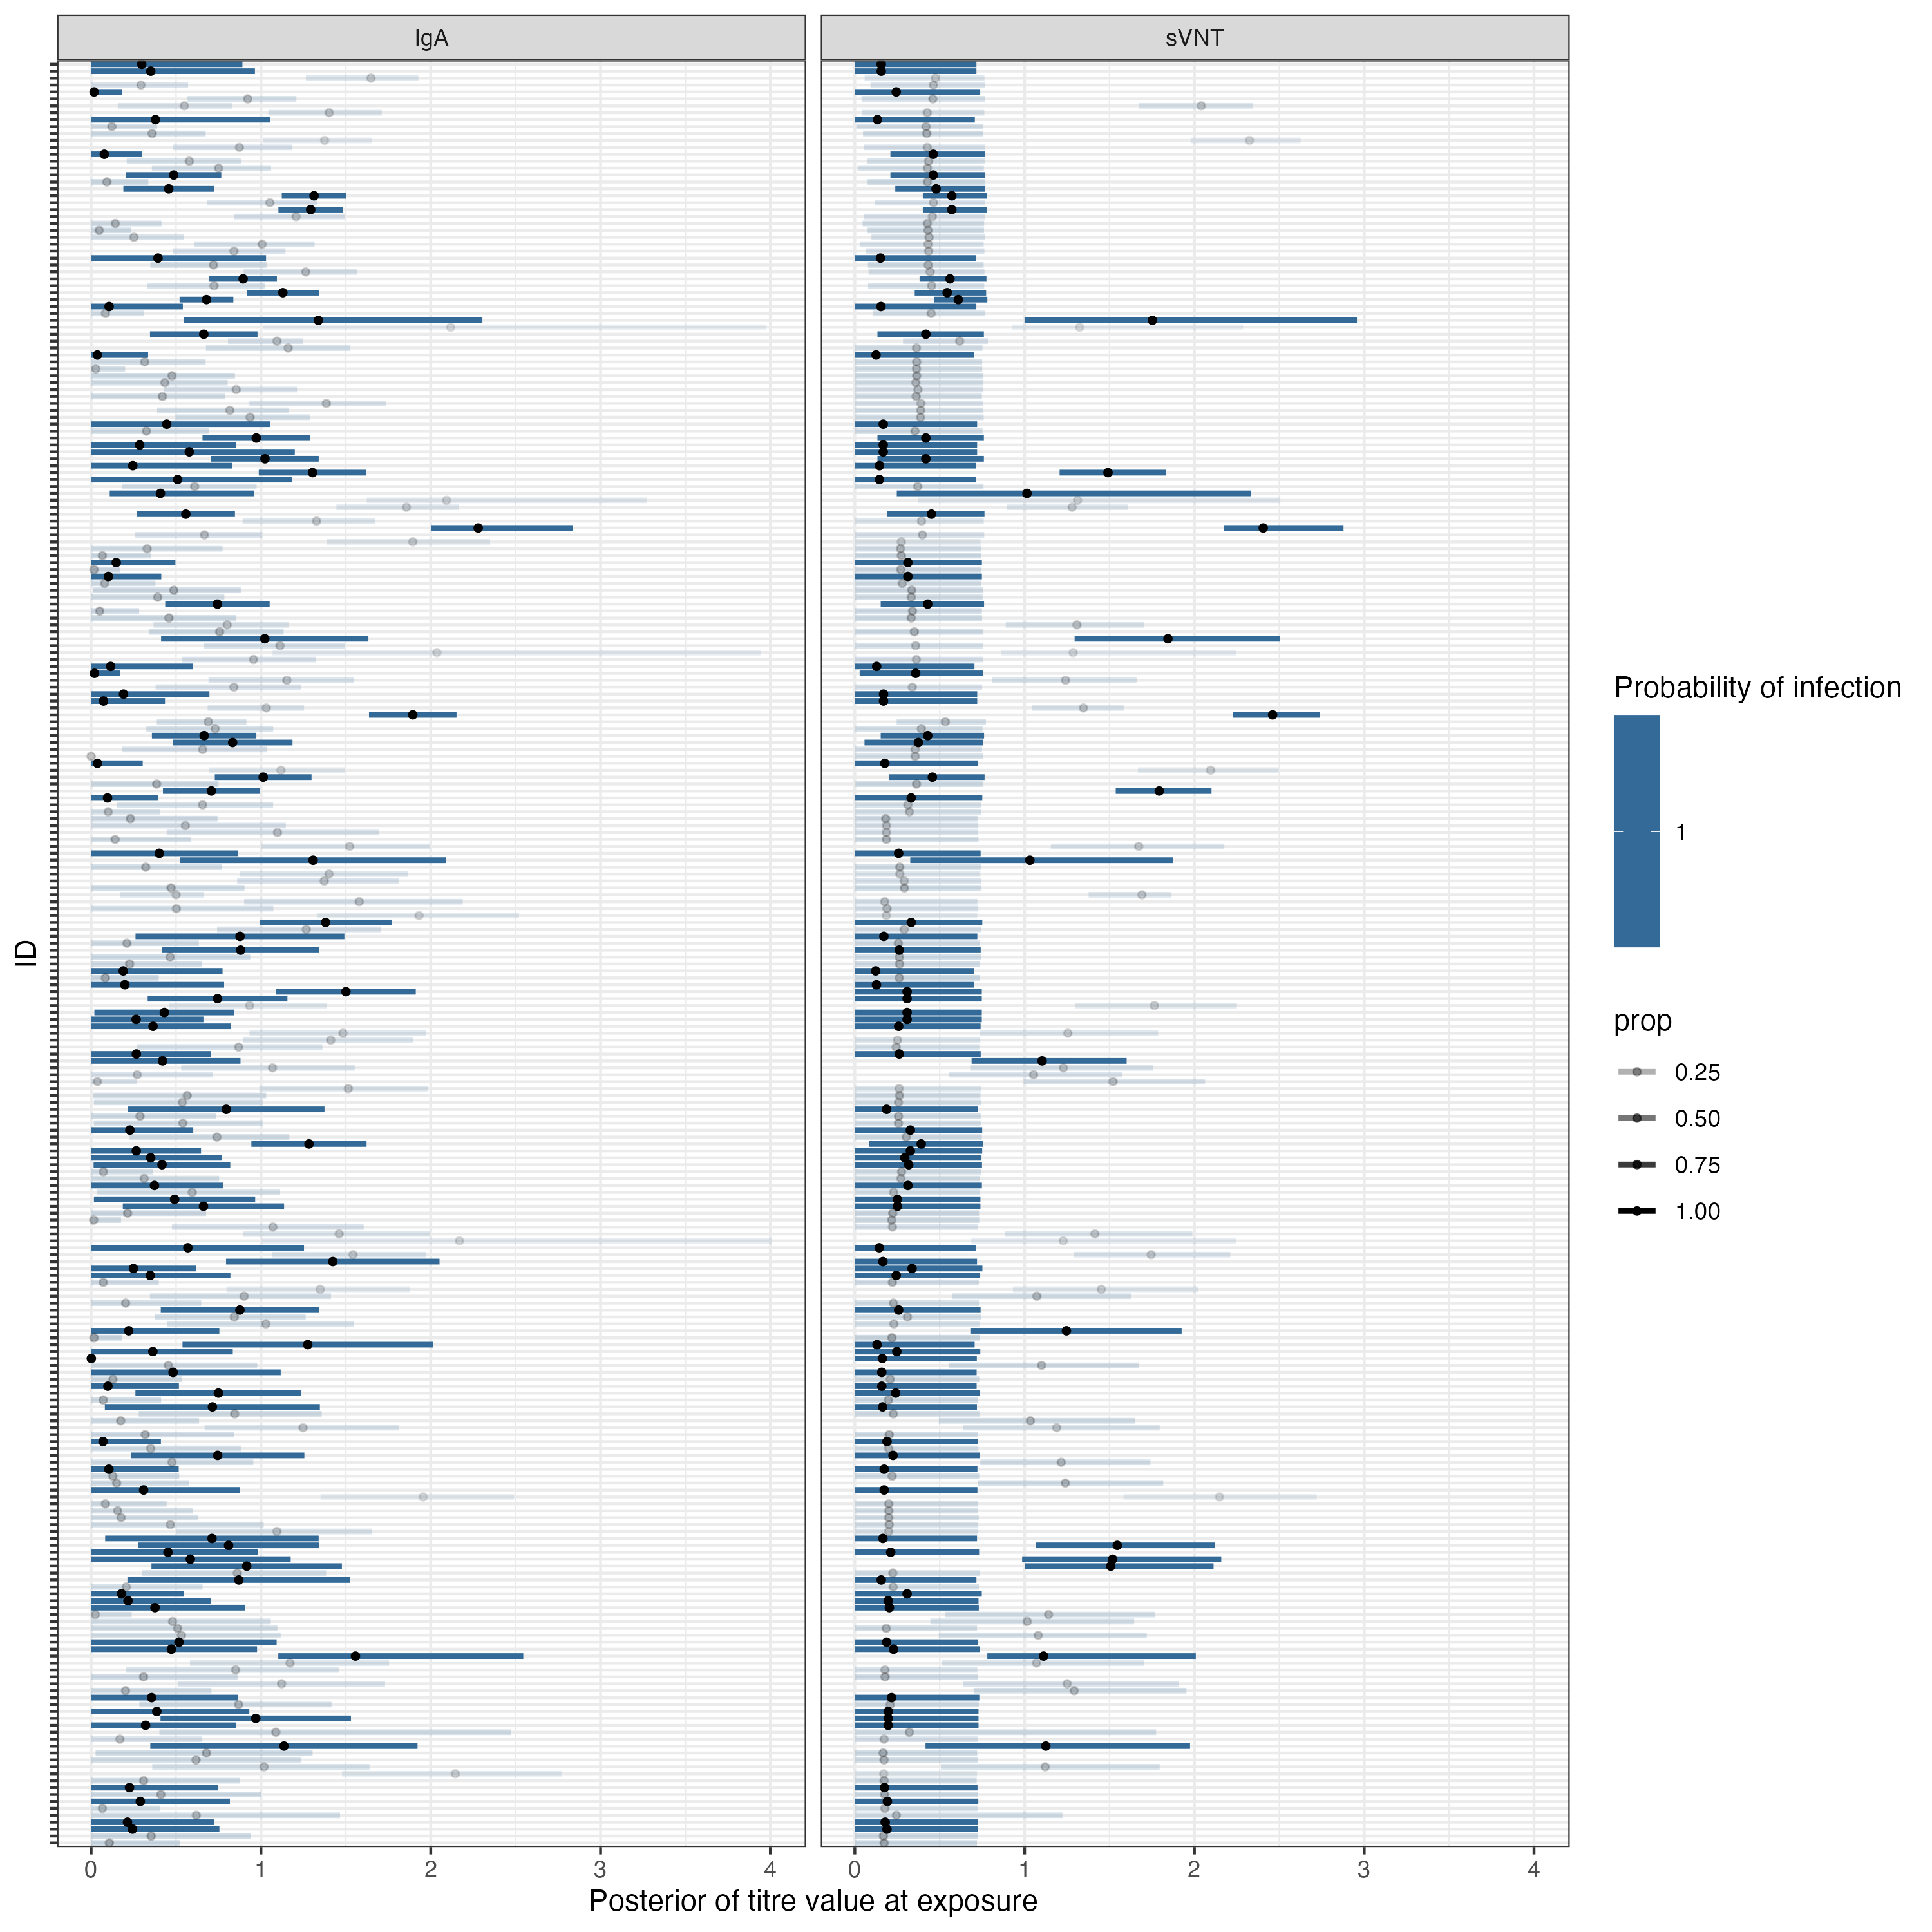 IgA
sVNT
ID
0
1
2
3
4
0
1
2
3
4
Posterior of titre value at exposure
Probability of infection
1
prop
0.25
0.50
0.75
1.00